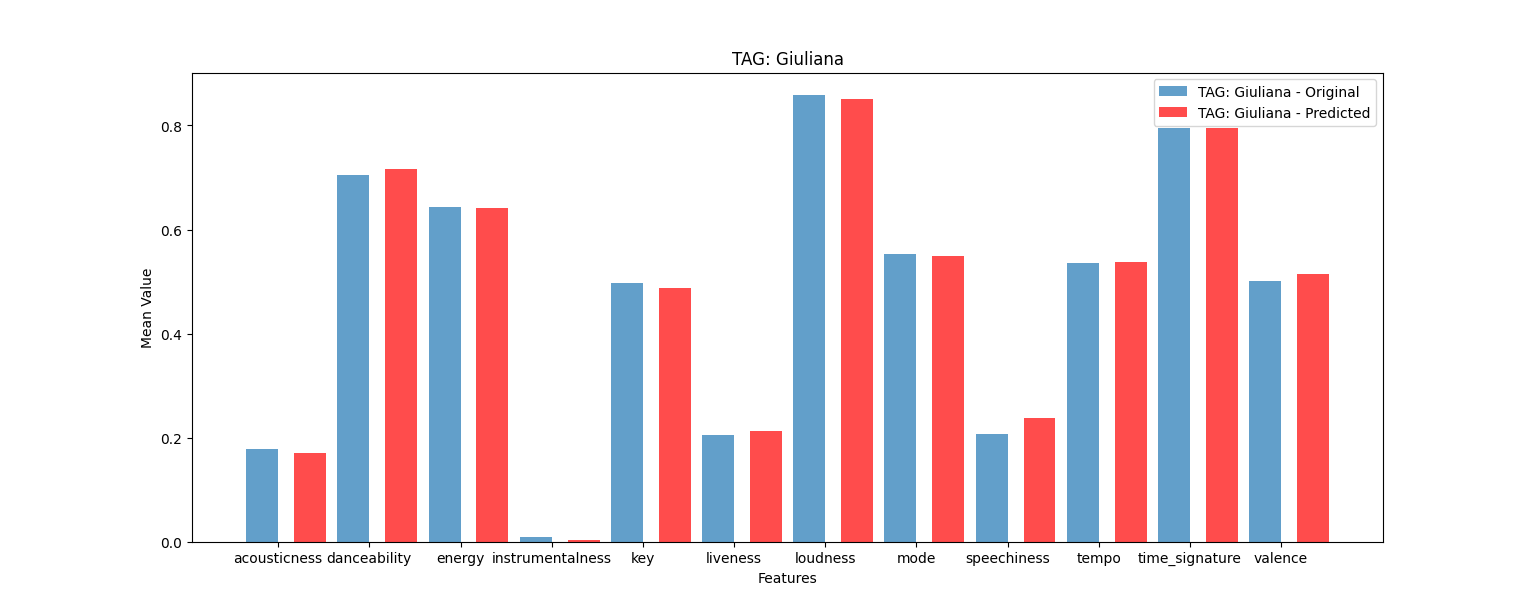 TAG: Giuliana
TAG: Giuliana - Original
TAG: Giuliana - Predicted
0.8
0.6
0.4
0.2
0.0
Mean Value
acousticness danceability energy instrumentalness key liveness loudness mode speechiness tempo time_signature valence
Features